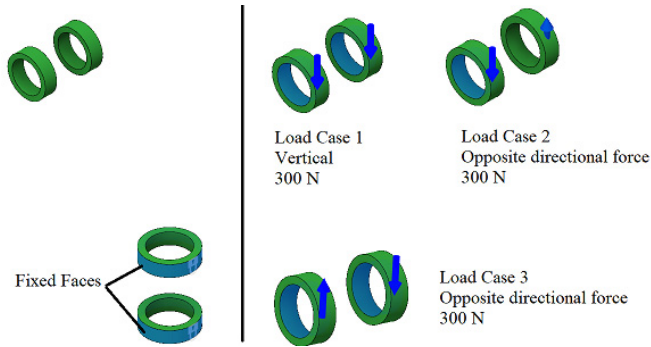 Load Case 1
Vertical
300 N
Load Case 2
Opposite directional force
300 N
Fixed Faces
Load Case 3
Opposite directional force
300 N